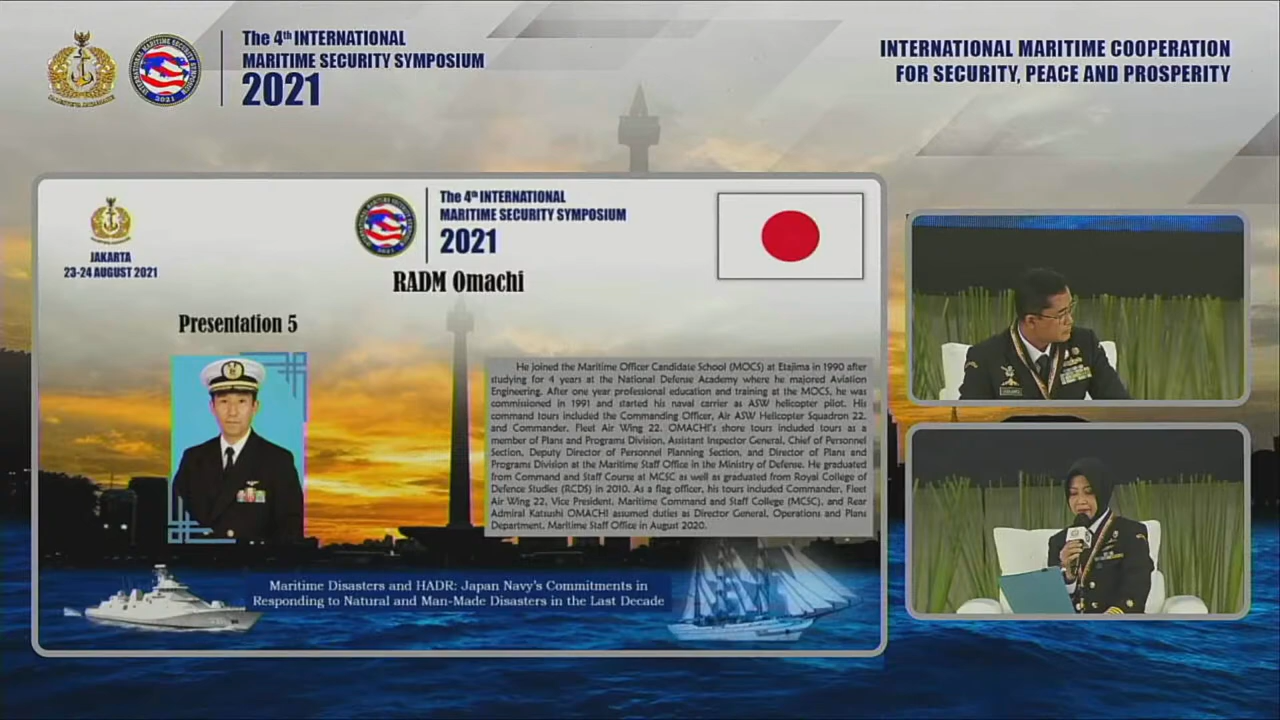 The 4th INTERNATIONAL
MARITIME SECURITY SYMPOSIUM
2021
INTERNATIONAL MARITIME COOPERATION
FOR SECURITY, PEACE AND PROSPERITY
JAKARTA
23-24 AUGUST 2021
The 4th INTERNATIONAL
MARITIME SECURITY SYMPOSIUM
2021
RADM Omachi
Presentation 5
He joined the Maritime Officer Candidate School (MOCS) at Etajima in 1990 after
studying for 4 years at the National Defense Academy where he majored Aviation
Engineering. After one year professional education and training at the MOCS, he was
commissioned in 1991 and started his naval carrier as ASW helicopter pilot. His
command tours included the Commanding Officer, Air ASW Helicopter Squadron 22,
and Commander, Fleet Air Wing 22. OMACHI's shore tours included tours as a
member of Plans and Programs Division, Assistant Inspector General, Chief of Personnel
Section, Deputy Director of Personnel Planning Section, and Director of Plans and
Programs Division at the Maritime Staff Office in the Ministry of Defense. He graduated
from Command and Staff Course at MCSC as well as graduated from Royal College of
Defence Studies (RCDS) in 2010. As a flag officer, his tours included Commander, Fleet
Air Wing 22, Vice President, Maritime Command and Staff College (MCSC), and Rear
Admiral Katsushi OMACHI assumed duties as Director General, Operations and Plans
Department, Maritime Staff Office in August 2020.
Maritime Disasters and HADR: Japan Navy's Commitments in
Responding to Natural and Man-Made Disasters in the Last Decade